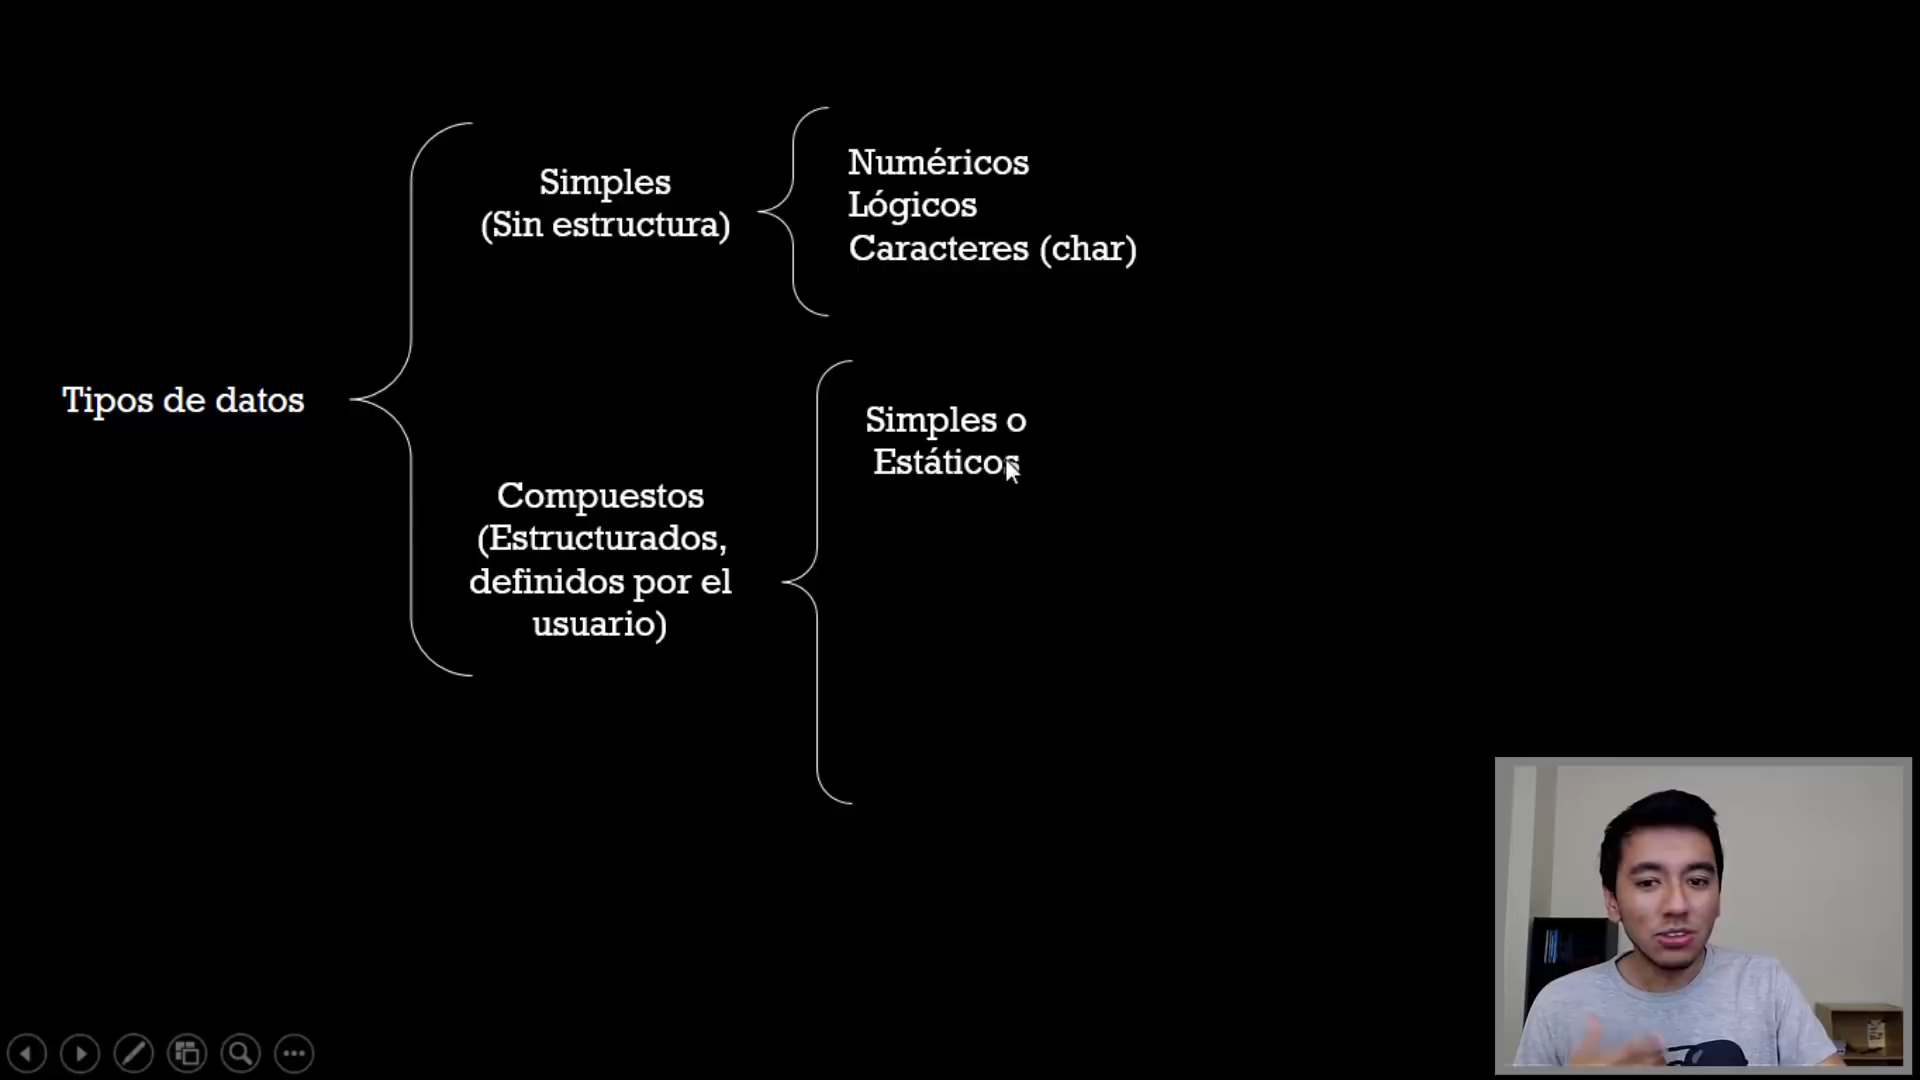 Tipos de datos
Simples
(Sin estructura)
Numéricos
Lógicos
Caracteres (char)
Compuestos
(Estructurados,
definidos por el
usuario)
Simples o
Estáticos